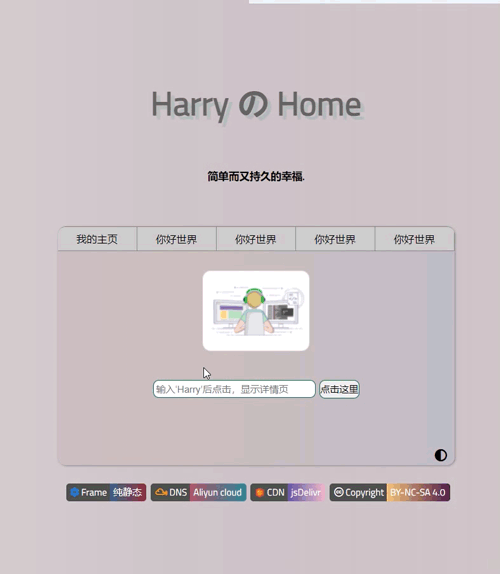 Harry の Home
简单而又持久的幸福.
我的主页 你好世界 你好世界 你好世界 你好世界
输入'Harry'后点击，显示详情页 点击这里
Frame 纯静态 DNS Aliyun cloud CDN jsDelivr Copyright BY-NC-SA 4.0